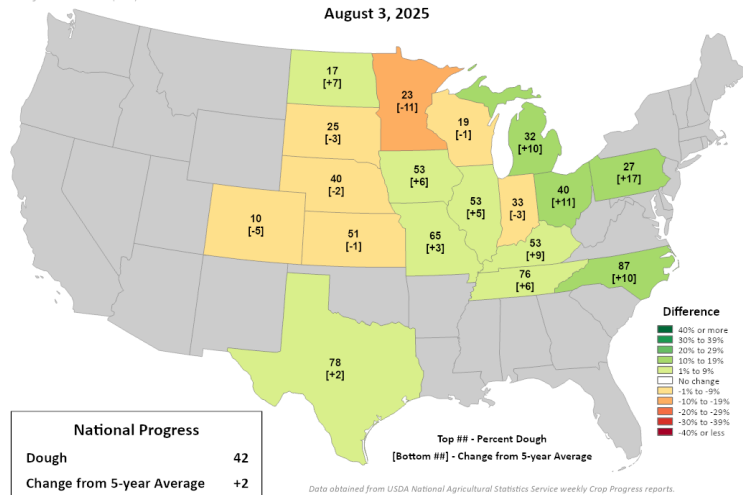 August 3, 2025
17
[+7]
23
[-11]
19
[-1]
32
[+10]
25
[-3]
27
[+17]
53
[+6]
40
[-2]
40
[+11]
53
[+5]
33
[-3]
10
[-5]
51
[-1]
65
[+3]
53
[+9]
76
[+6]
87
[+10]
78
[+2]
Difference
40% or more
30% to 39%
20% to 29%
10% to 19%
1% to 9%
No change
-1% to -9%
-10% to -19%
-20% to -29%
-30% to -39%
-40% or less
National Progress
Dough 42
Change from 5-year Average +2
Top ## - Percent Dough
[Bottom ##] - Change from 5-year Average
Data obtained from USDA National Agricultural Statistics Service weekly Crop Progress reports.